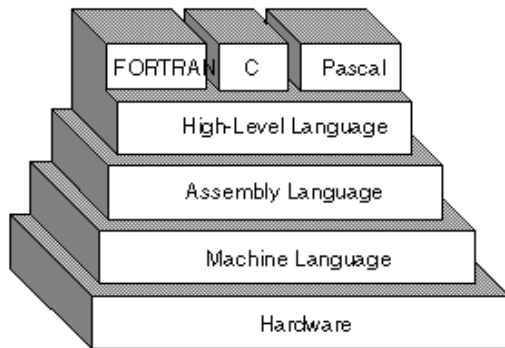 FORTRAN C Pascal
High-Level Language
Assembly Language
Machine Language
Hardware